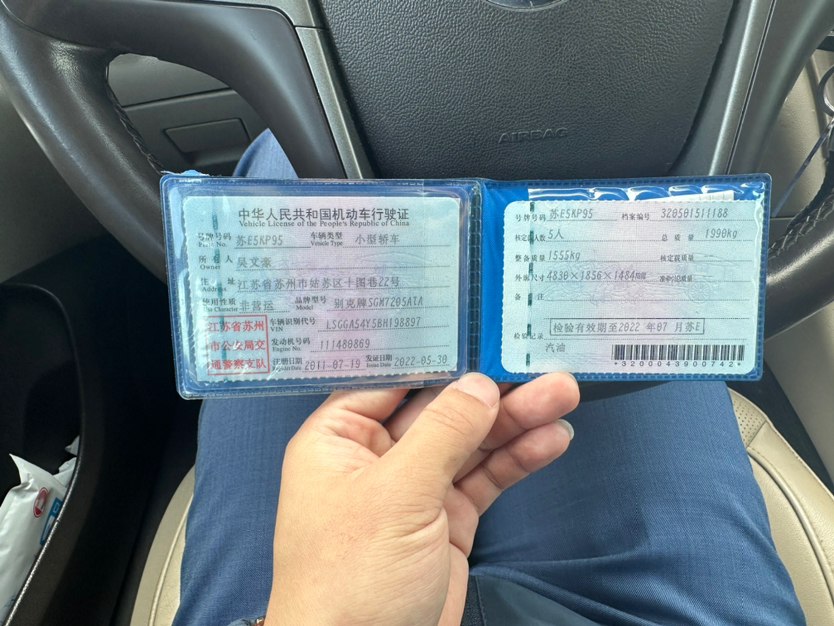 AIRBAG
中华人民共和国机动车行驶证
Vehicle License of the People's Republic of China
号牌号码 苏E5KP95 车辆类型 小型轿车
Plate No. Vehicle Type
所有人 吴文豪
Owner
住址 江苏省苏州市姑苏区十图巷22号
Address
使用性质 非营运 品牌型号 别克牌SGM7205ATA
Use Character Model
江苏省苏州
市公安局交
通警察支队
车辆识别代号 LSGGA54Y5BH198897
VIN
发动机号码 111480869
Engine No.
注册日期 2011-07-19 发证日期 2022-05-30
Register Date Issue Date
号牌号码 苏E5KP95 档案编号 320501511188
核定载人数 5人 总质量 1990kg
整备质量 1555kg 核定载质量
外廓尺寸 4830×1856×1484mm 准牵引总质量
备注
检验记录 检验有效期至2022年07月苏E
汽油
*3200043900742*